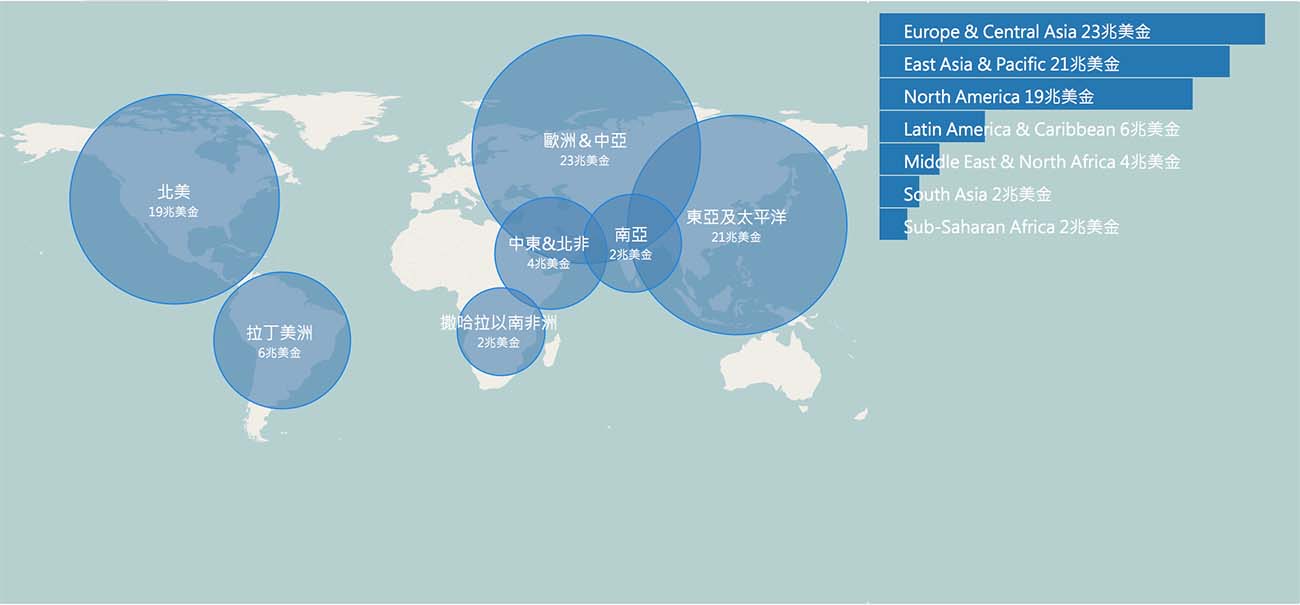 歐洲&中亞
23兆美金
北美
19兆美金
東亞及太平洋
21兆美金
中東&北非
4兆美金
南亞
2兆美金
撒哈拉以南非洲
2兆美金
拉丁美洲
6兆美金
Europe & Central Asia 23兆美金
East Asia & Pacific 21兆美金
North America 19兆美金
Latin America & Caribbean 6兆美金
Middle East & North Africa 4兆美金
South Asia 2兆美金
Sub-Saharan Africa 2兆美金